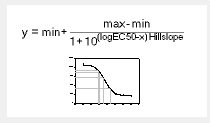 y = min+ max-min
1+10(logEC50-x)Hillslope